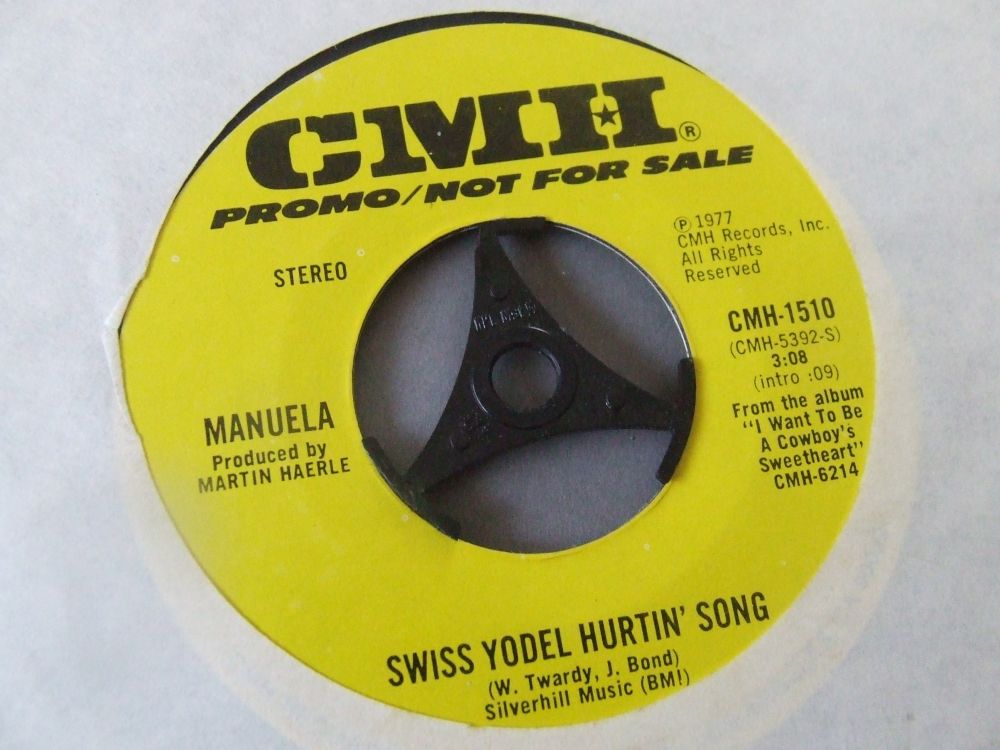 CMH®
PROMO/NOT FOR SALE
STEREO
℗ 1977
CMH Records, Inc.
All Rights
Reserved
CMH-1510
(CMH-5392-S)
3:08
(intro :09)
From the album
"I Want To Be
A Cowboy's
Sweetheart"
CMH-6214
MANUELA
Produced by
MARTIN HAERLE
SWISS YODEL HURTIN' SONG
(W. Twardy, J. Bond)
Silverhill Music (BMI)